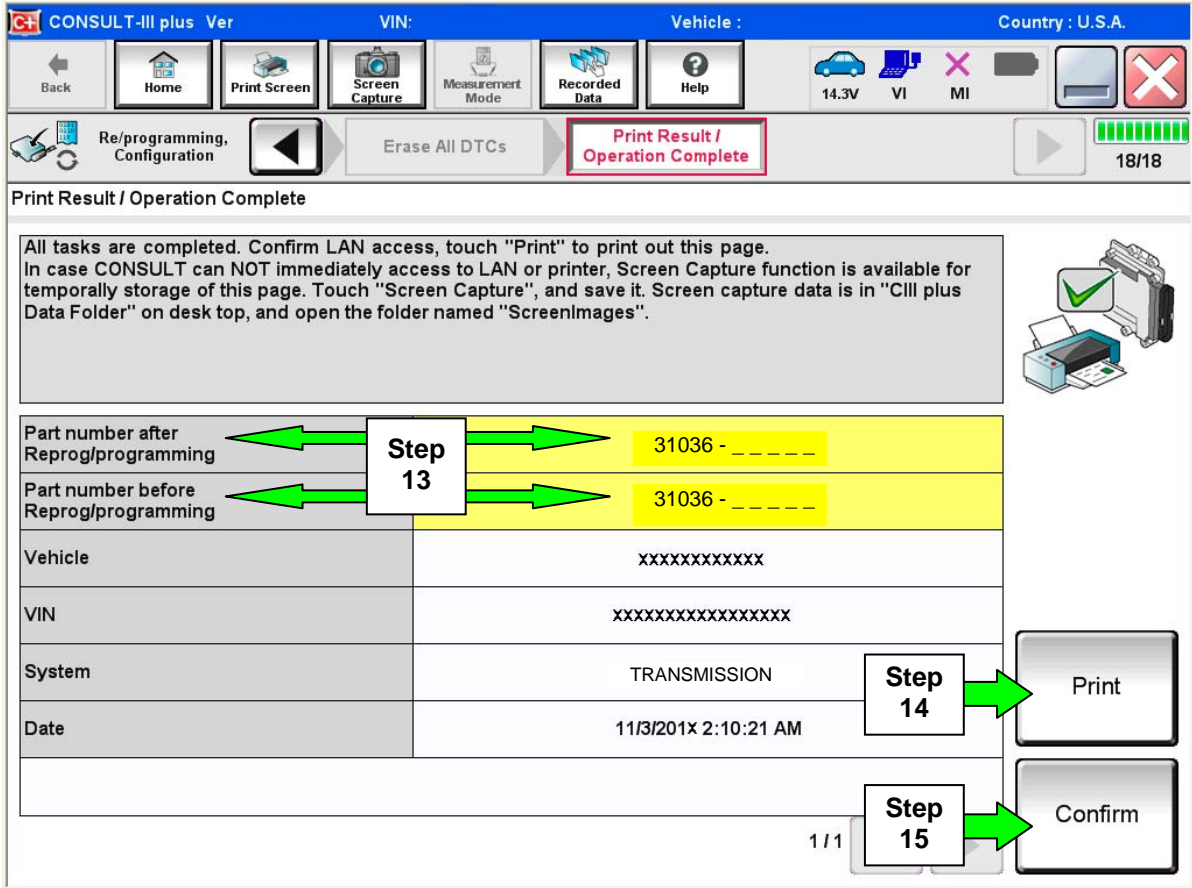 C+ CONSULT-III plus Ver VIN: Vehicle : Country : U.S.A.
Back Home Print Screen Screen Capture Measurement Mode Recorded Data Help 14.3V VI MI
Re/programming, Configuration Erase All DTCs Print Result / Operation Complete 18/18
Print Result / Operation Complete
All tasks are completed. Confirm LAN access, touch "Print" to print out this page.
In case CONSULT can NOT immediately access to LAN or printer, Screen Capture function is available for
temporally storage of this page. Touch "Screen Capture", and save it. Screen capture data is in "CIII plus
Data Folder" on desk top, and open the folder named "ScreenImages".
Part number after
Reprog/programming
Step
13
31036 - _ _ _ _ _
Part number before
Reprog/programming
31036 - _ _ _ _ _
Vehicle xxxxxxxxxxxx
VIN xxxxxxxxxxxxxxxxx
System TRANSMISSION
Step
14
Print
Date 11/3/201x 2:10:21 AM
Step
15
Confirm
1 / 1